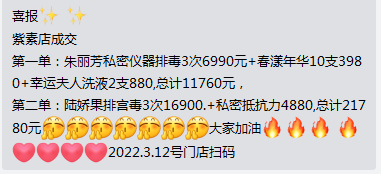 喜报✨ ✨
紫素店成交
第一单：朱丽芳私密仪器排毒3次6990元+春漾年华10支398
0+幸运夫人洗液2支880,总计11760元，
第二单：陆娇果排宫毒3次16900.+私密抵抗力4880,总计217
80元🤭🤭🤭🤭🤭🤭🤭大家加油🔥🔥🔥🔥
❤❤❤❤2022.3.12号门店扫码